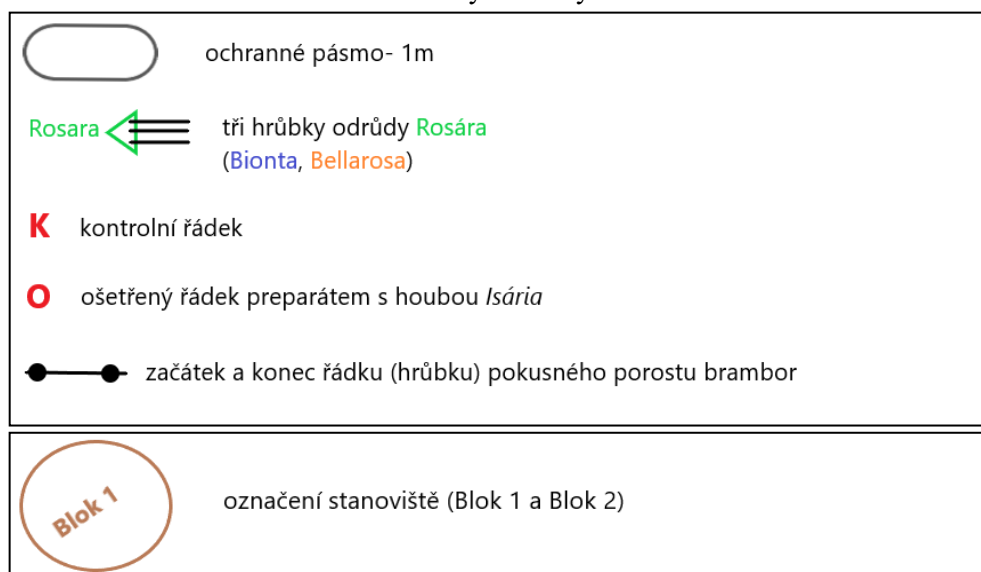 ochranné pásmo- 1m
Rosara tři hrůbky odrůdy Rosára
(Bionta, Bellarosa)
K kontrolní řádek
O ošetřený řádek preparátem s houbou Isária
začátek a konec řádku (hrůbku) pokusného porostu brambor
Blok 1 označení stanoviště (Blok 1 a Blok 2)